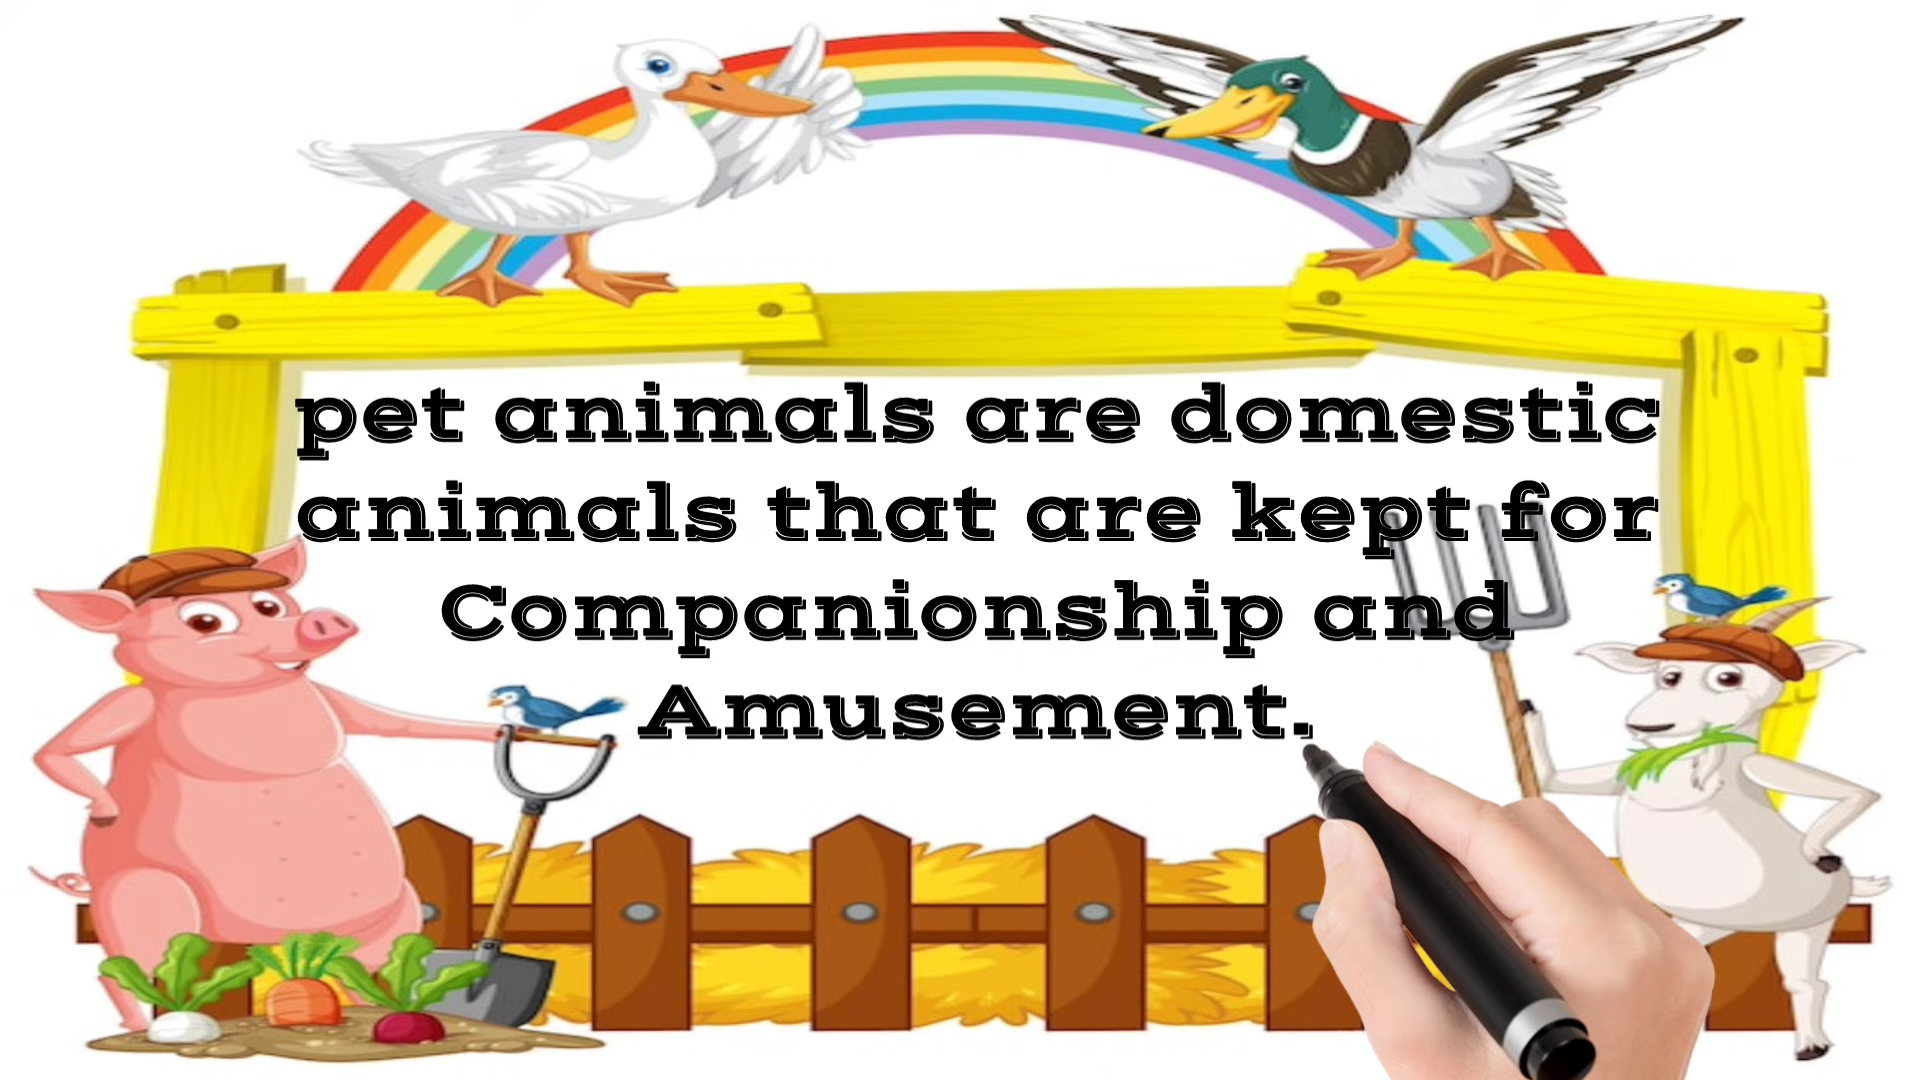 pet animals are domestic
animals that are kept for
Companionship and
Amusement.